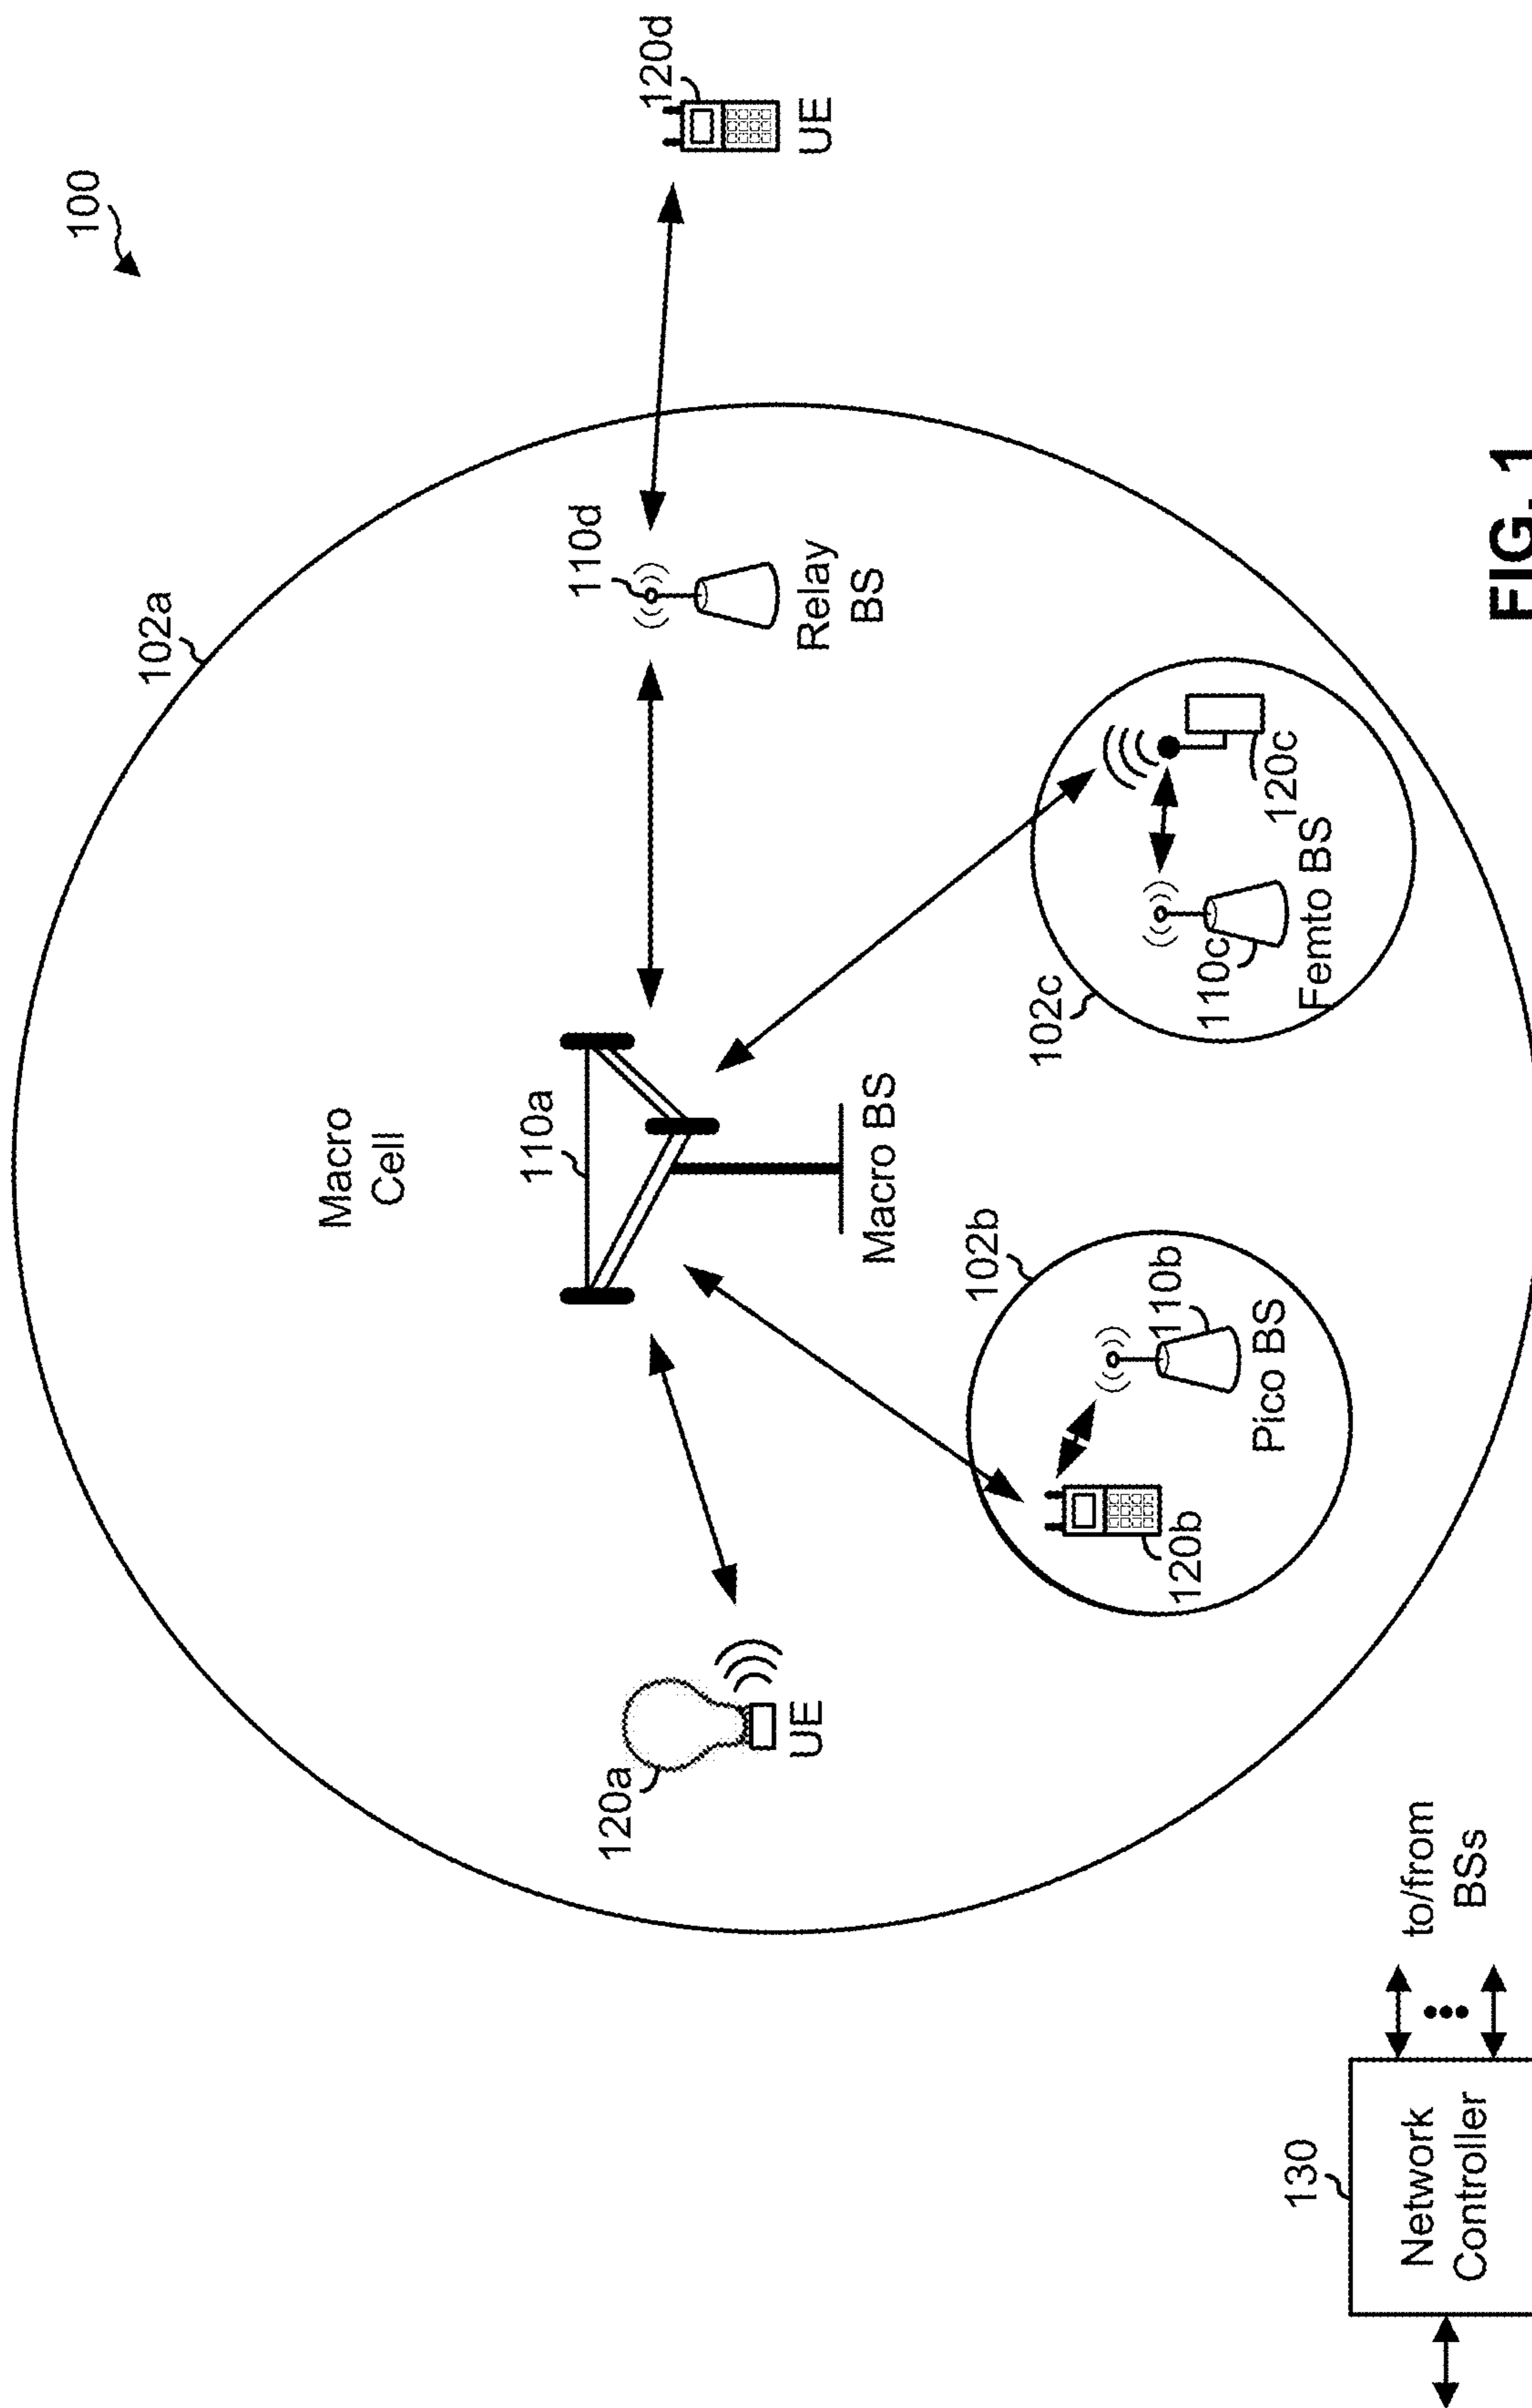 100
102a
Macro
Cell
110a
110d
120d
120a
UE
Relay
BS
UE
Macro BS
102b
102c
110b
120b
Pico BS
110c
120c
Femto BS
130
Network
Controller
to/from
BSs
FIG. 1